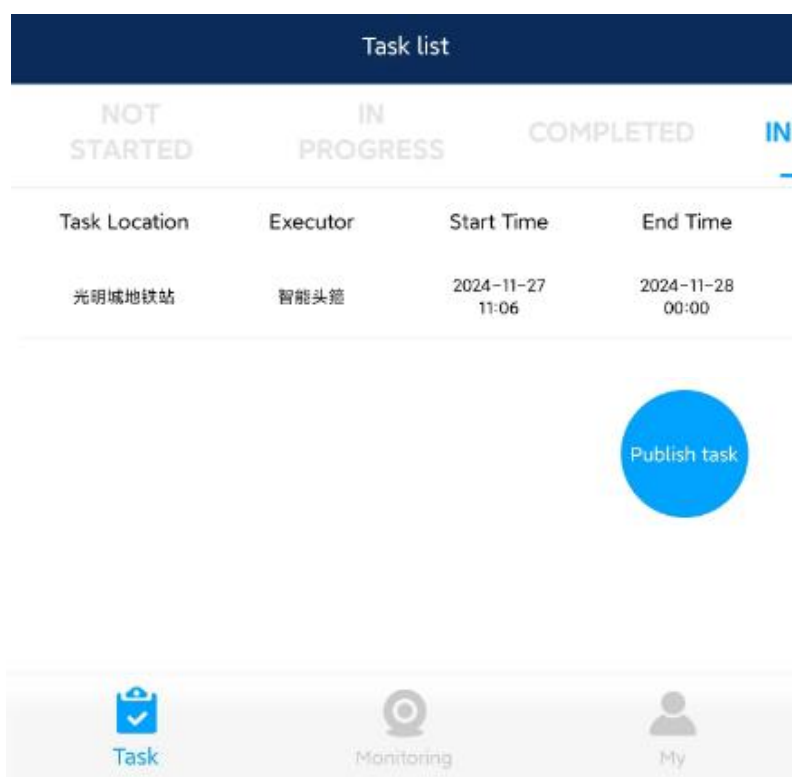 Task list
NOT
STARTED
IN
PROGRESS
COMPLETED
IN
Task Location Executor Start Time End Time
光明城地铁站 智能头箍 2024-11-27
11:06 2024-11-28
00:00
Publish task
Task Monitoring My